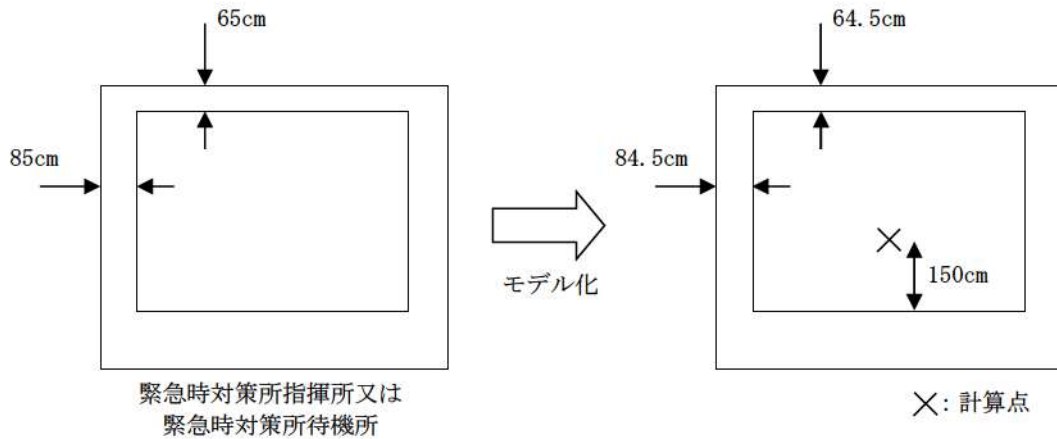 65cm
64.5cm
85cm
84.5cm
150cm
モデル化
緊急時対策所指揮所又は
緊急時対策所待機所
×: 計算点